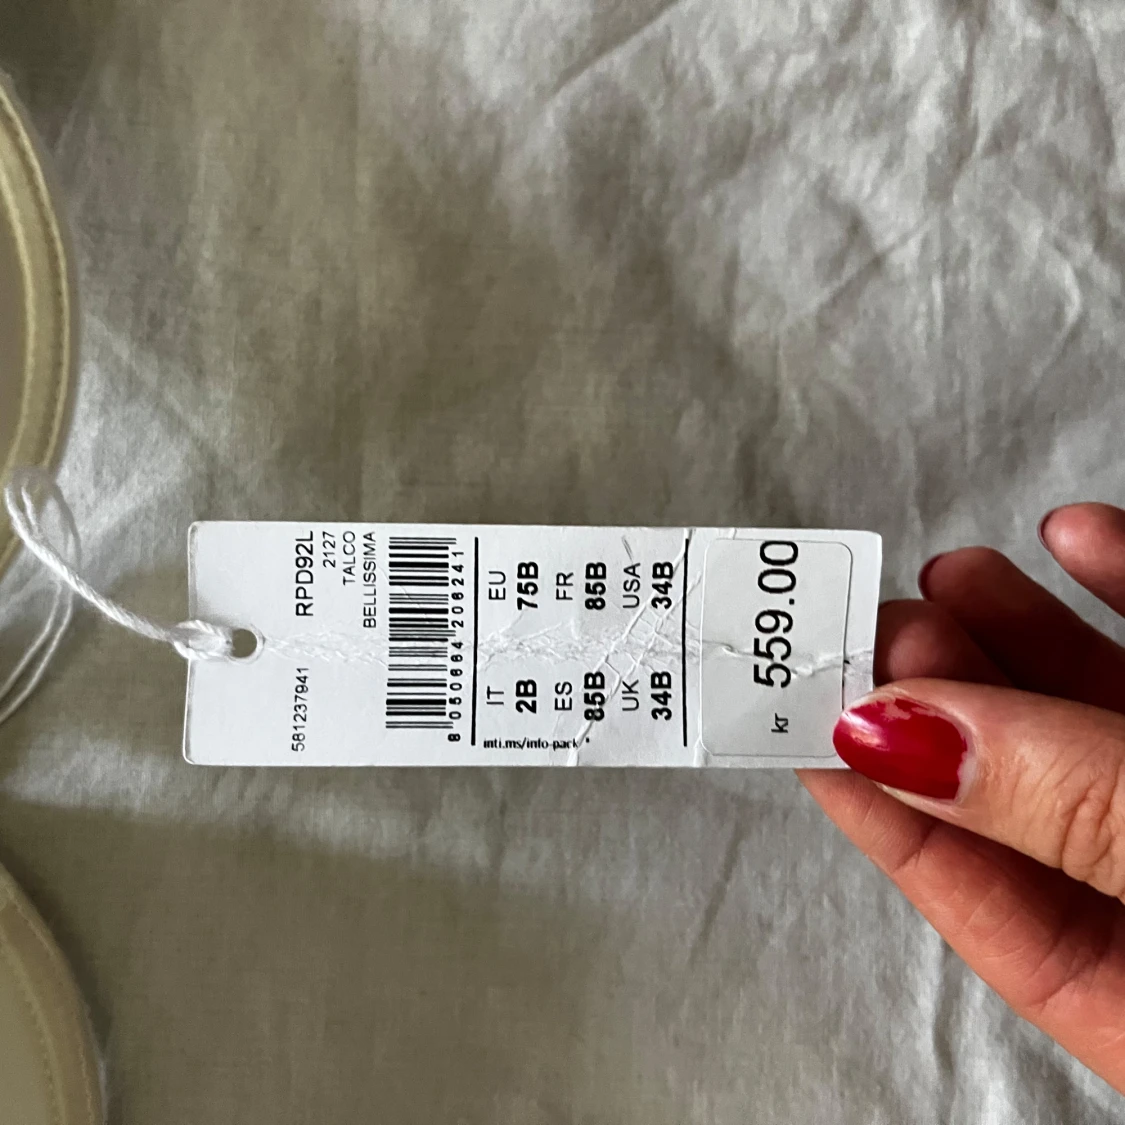 581237941 RPD92L
2127
TALCO
BELLISSIMA
8 050664 206241
inti.ms/info-pack
IT EU
2B 75B
ES FR
85B 85B
UK USA
34B 34B
kr 559.00